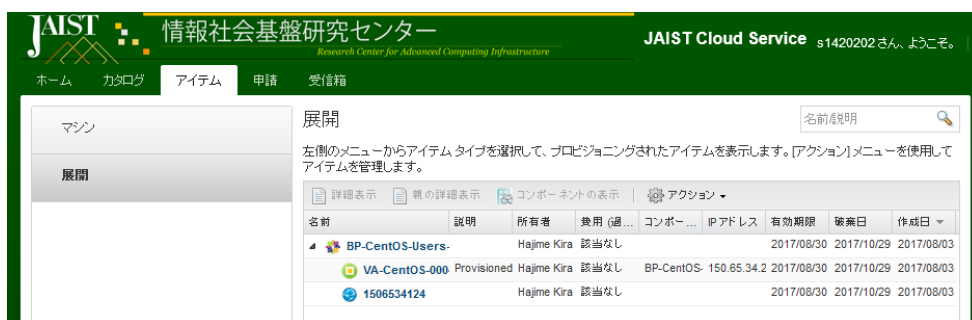 JAIST
情報社会基盤研究センター
Research Center for Advanced Computing Infrastructure
JAIST Cloud Service s1420202さん、ようこそ。
ホーム カタログ アイテム 申請 受信箱
マシン
展開
展開
名前/説明
左側のメニューからアイテム タイプを選択して、プロビジョニングされたアイテムを表示します。[アクション]メニューを使用して
アイテムを管理します。
詳細表示 親の詳細表示 コンポーネントの表示 アクション
名前 説明 所有者 費用 (過... コンポー... IPアドレス 有効期限 破棄日 作成日
BP-CentOS-Users- Hajime Kira 該当なし 2017/08/30 2017/10/29 2017/08/03
VA-CentOS-000 Provisioned Hajime Kira 該当なし BP-CentOS- 150.65.34.2 2017/08/30 2017/10/29 2017/08/03
1506534124 Hajime Kira 該当なし 2017/08/30 2017/10/29 2017/08/03